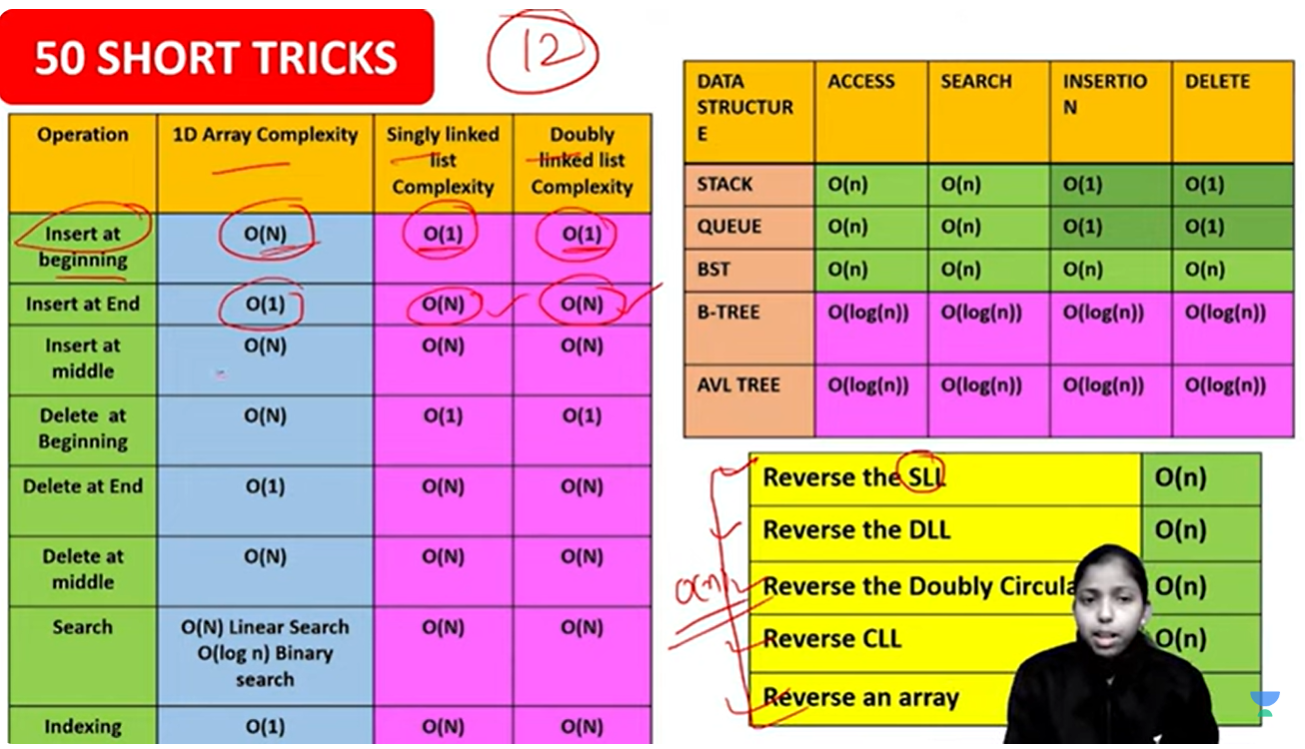 50 SHORT TRICKS
12
Operation
1D Array Complexity
Singly linked
list
Complexity
Doubly
linked list
Complexity
Insert at
beginning
O(N)
O(1)
O(1)
Insert at End
O(1)
O(N)
O(N)
Insert at
middle
O(N)
O(N)
O(N)
Delete at
Beginning
O(N)
O(1)
O(1)
Delete at End
O(1)
O(N)
O(N)
Delete at
middle
O(N)
O(N)
O(N)
Search
O(N) Linear Search
O(log n) Binary
search
O(N)
O(N)
Indexing
O(1)
O(N)
O(N)
DATA
STRUCTUR
E
ACCESS
SEARCH
INSERTIO
N
DELETE
STACK
O(n)
O(n)
O(1)
O(1)
QUEUE
O(n)
O(n)
O(1)
O(1)
BST
O(n)
O(n)
O(n)
O(n)
B-TREE
O(log(n))
O(log(n))
O(log(n))
O(log(n))
AVL TREE
O(log(n))
O(log(n))
O(log(n))
O(log(n))
Reverse the SLL
O(n)
Reverse the DLL
O(n)
Reverse the Doubly Circula
O(n)
Reverse CLL
O(n)
Reverse an array
O(n)